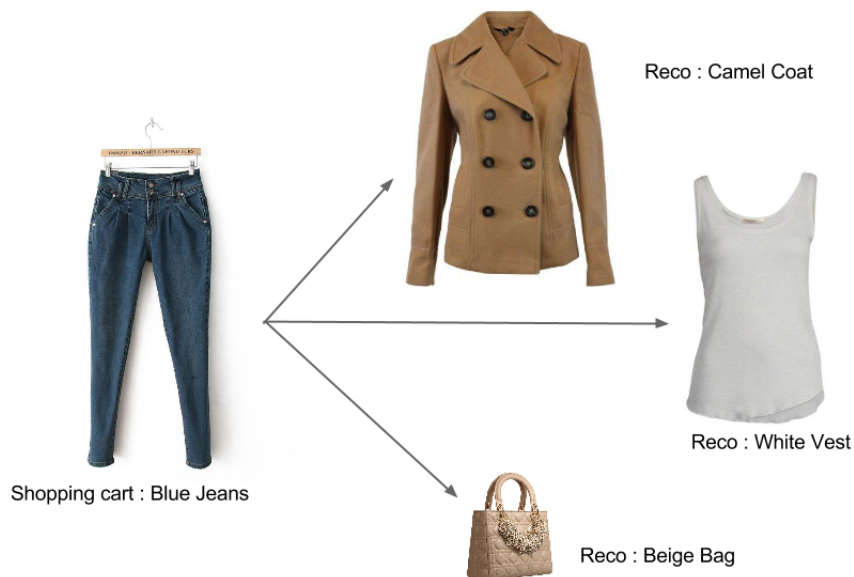 Reco : Camel Coat
Reco : White Vest
Shopping cart : Blue Jeans
Reco : Beige Bag